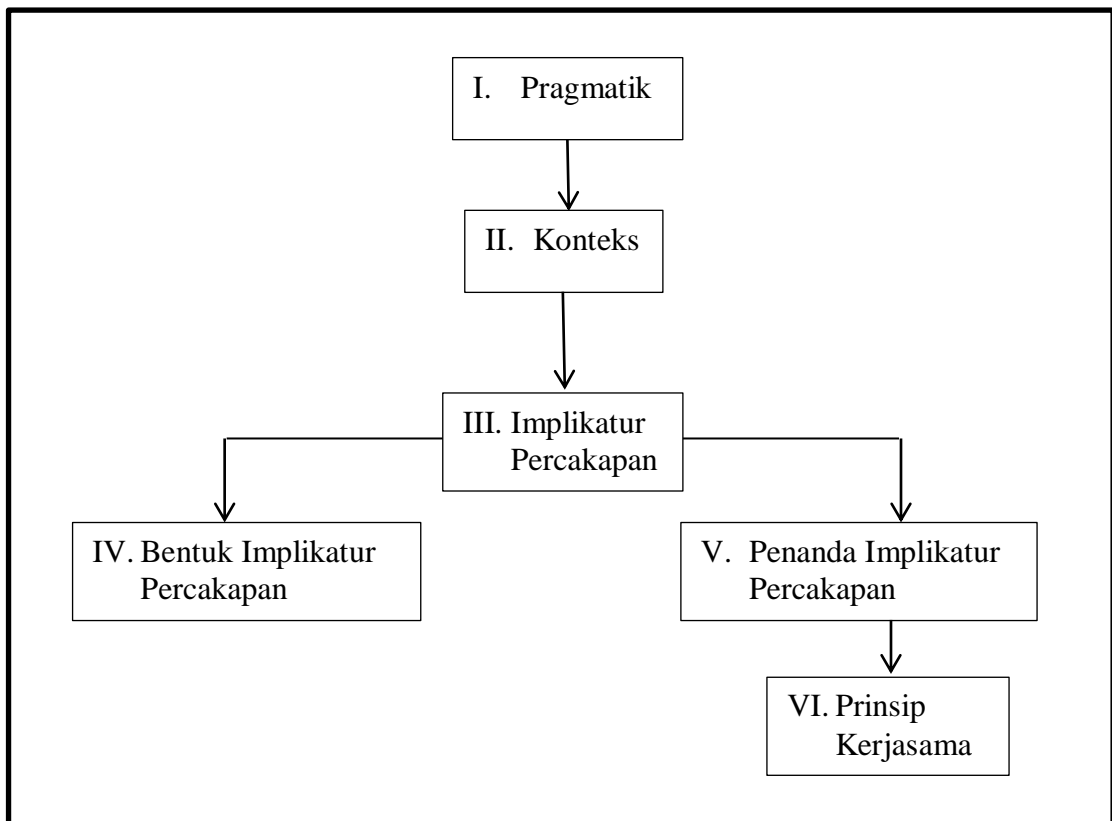 I. Pragmatik
II. Konteks
III. Implikatur
Percakapan
IV. Bentuk Implikatur
Percakapan
V. Penanda Implikatur
Percakapan
VI. Prinsip
Kerjasama